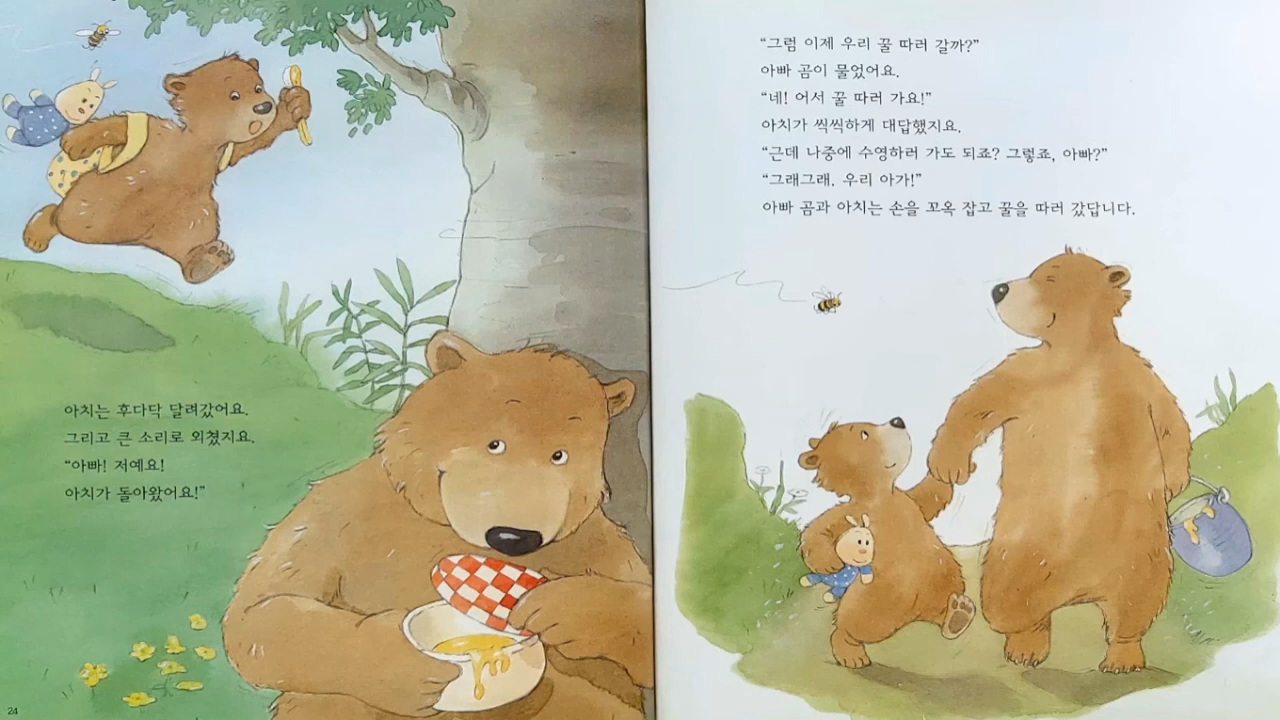 아치는 후다닥 달려갔어요.
그리고 큰 소리로 외쳤지요.
“아빠! 저예요!
아치가 돌아왔어요!”
24
“그럼 이제 우리 꿀 따러 갈까?”
아빠 곰이 물었어요.
“네! 어서 꿀 따러 가요!”
아치가 씩씩하게 대답했지요.
“근데 나중에 수영하러 가도 되죠? 그렇죠, 아빠?”
“그래그래. 우리 아가!”
아빠 곰과 아치는 손을 꼬옥 잡고 꿀을 따러 갔답니다.